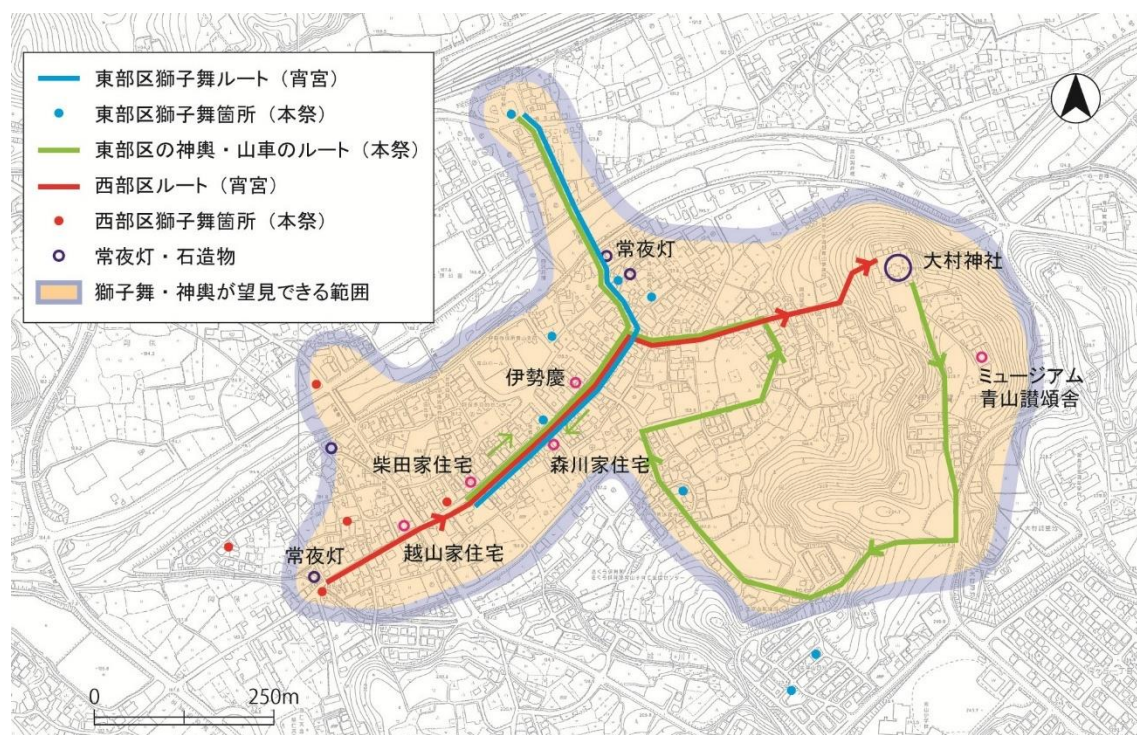 東部区獅子舞ルート（宵宮）
東部区獅子舞箇所（本祭）
東部区の神輿・山車のルート（本祭）
西部区ルート（宵宮）
西部区獅子舞箇所（本祭）
常夜灯・石造物
獅子舞・神輿が望見できる範囲
常夜灯
大村神社
伊勢慶
ミュージアム
青山讃頌舎
柴田家住宅
森川家住宅
越山家住宅
常夜灯
0 250m